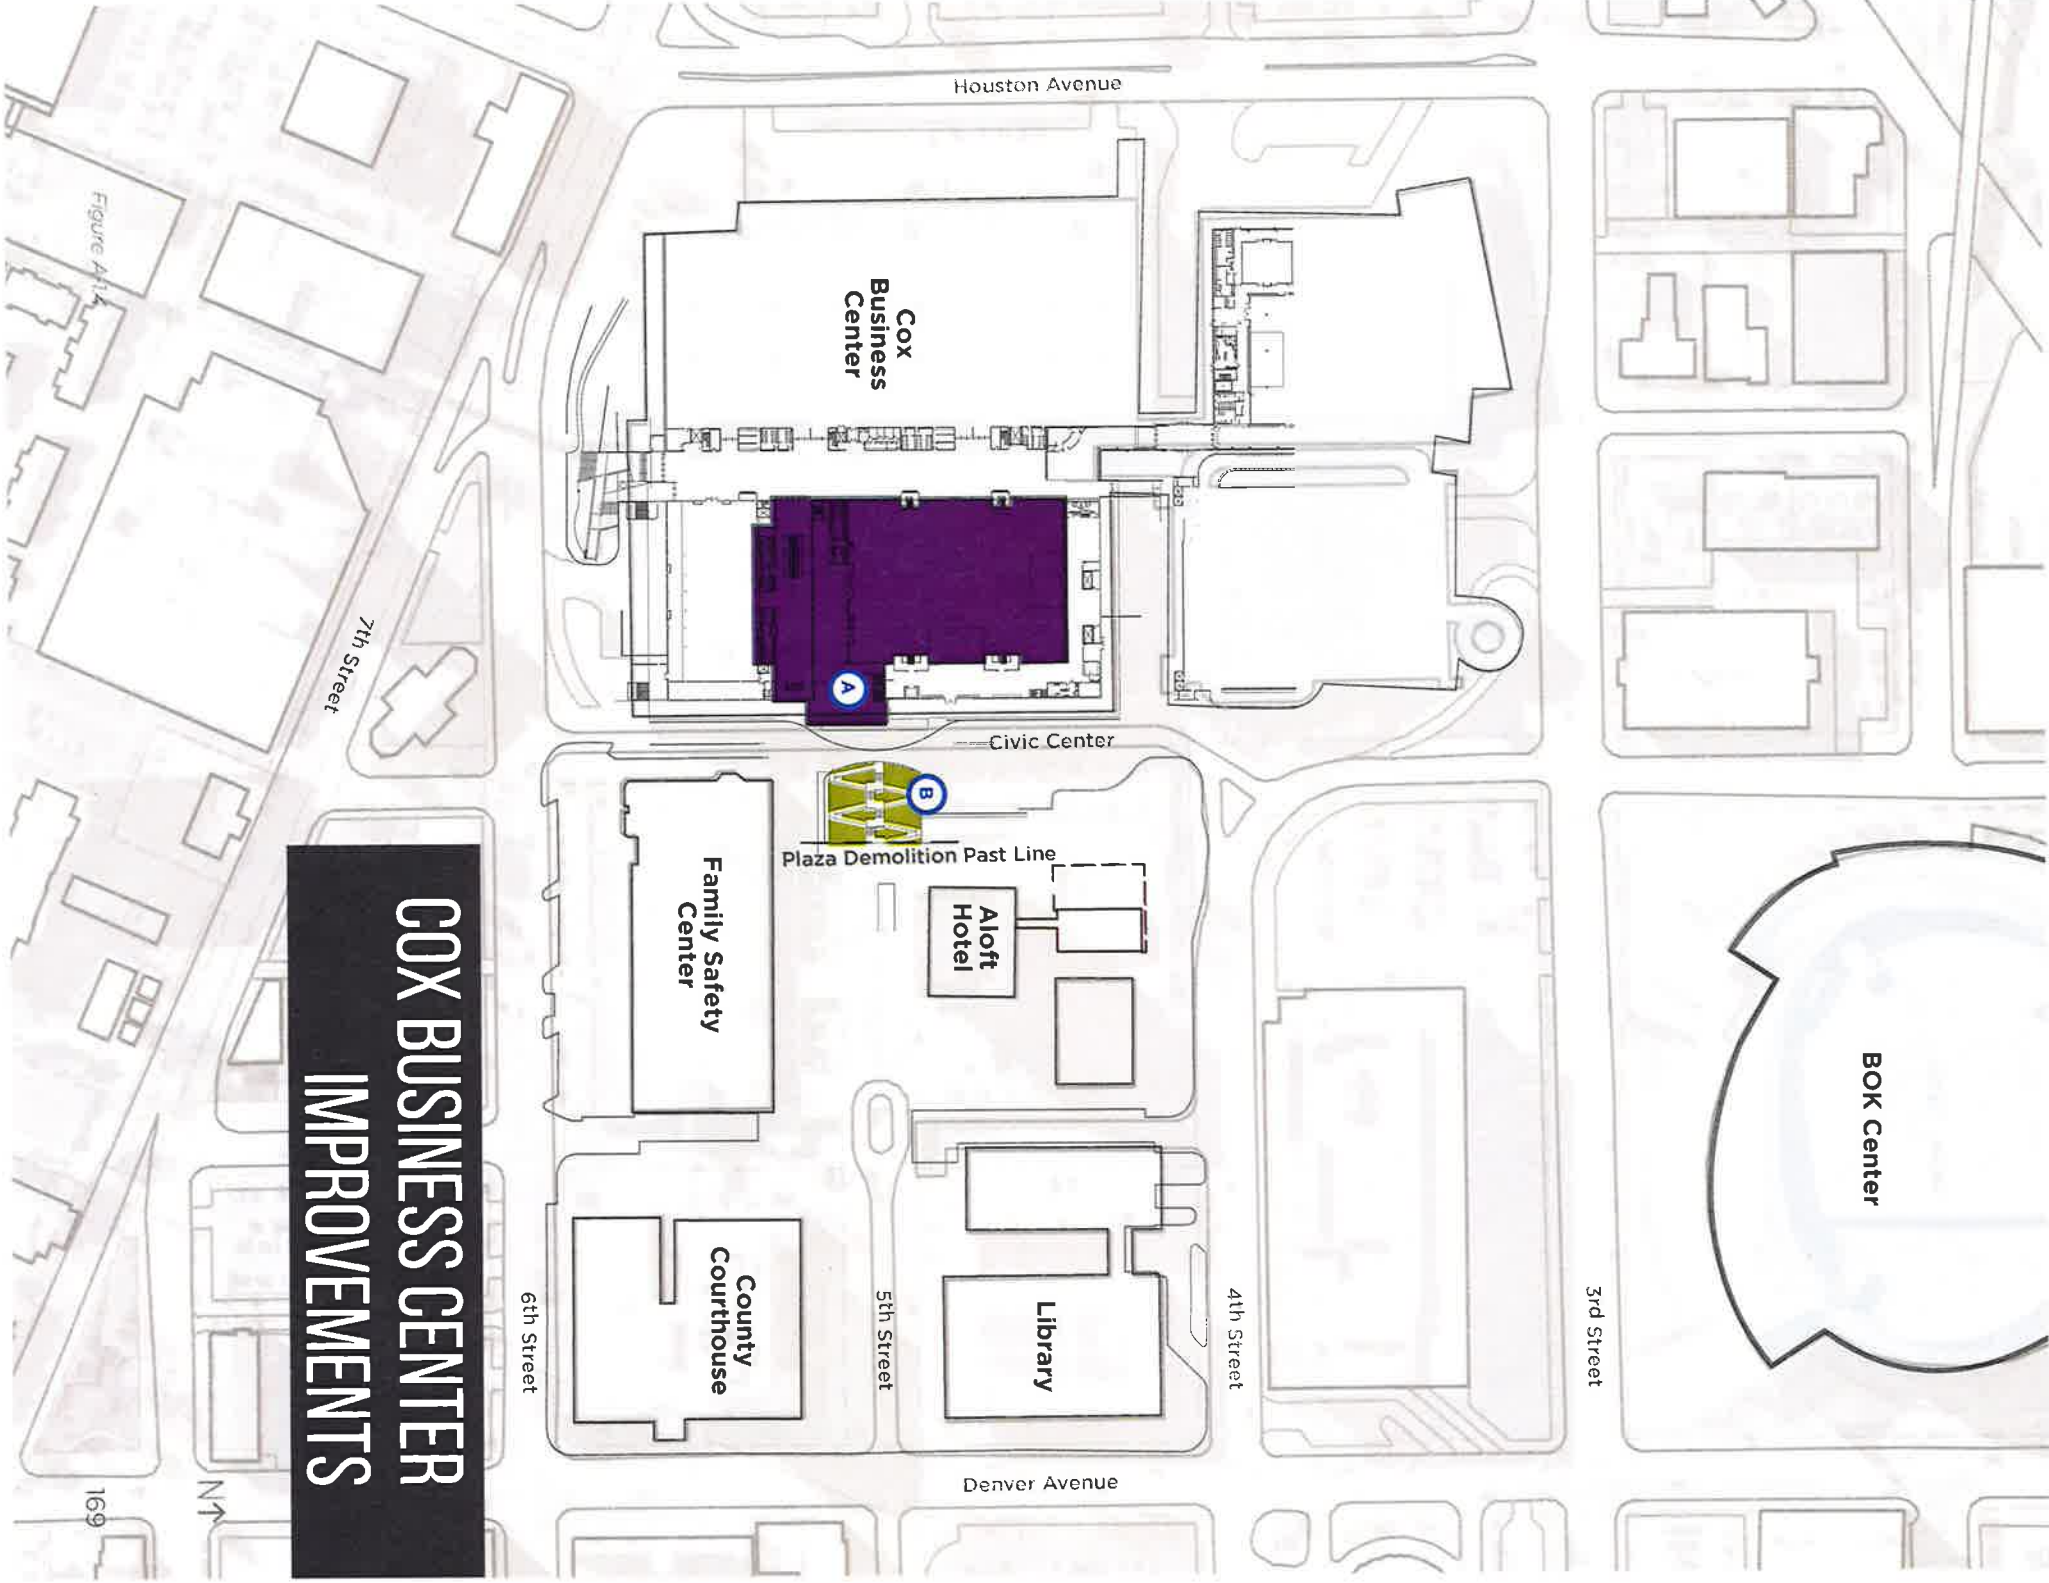 Houston Avenue
Figure A-14
Cox
Business
Center
7th Street
A
Civic Center
B
Plaza Demolition Past Line
Family Safety
Center
Aloft
Hotel
BOK Center
COX BUSINESS CENTER
IMPROVEMENTS
6th Street
County
Courthouse
5th Street
Library
4th Street
3rd Street
Denver Avenue
N
169